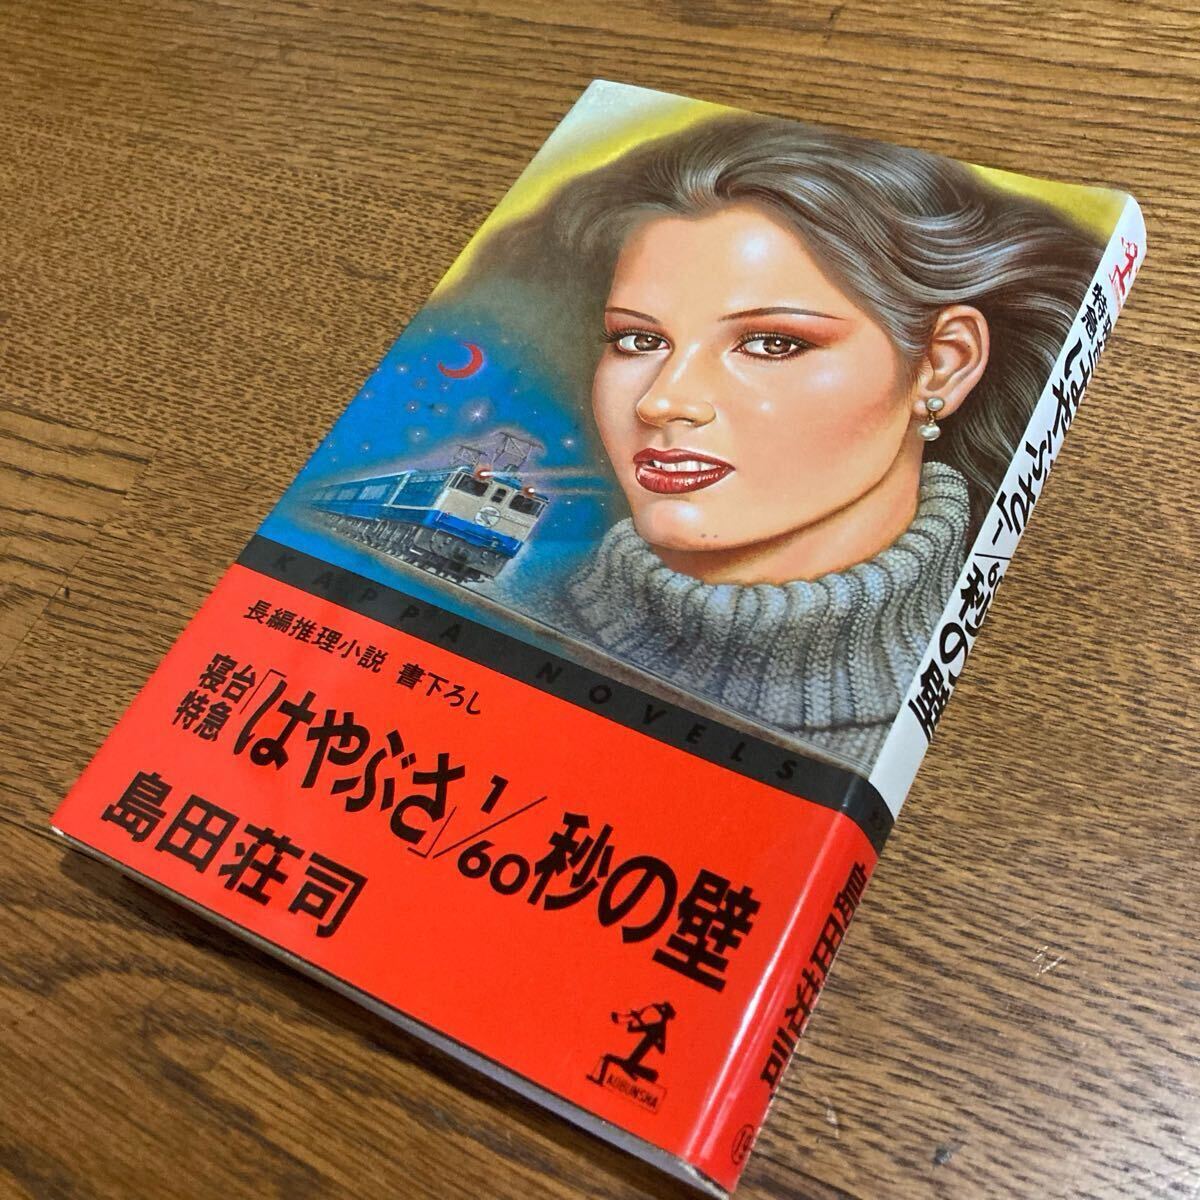 KAPPA NOVELS
長編推理小説 書下ろし
寝台
特急
「はやぶさ」1/60秒の壁
島田荘司
KOBUNSHA
特急「はやぶさ」1/60秒の壁
島田荘司